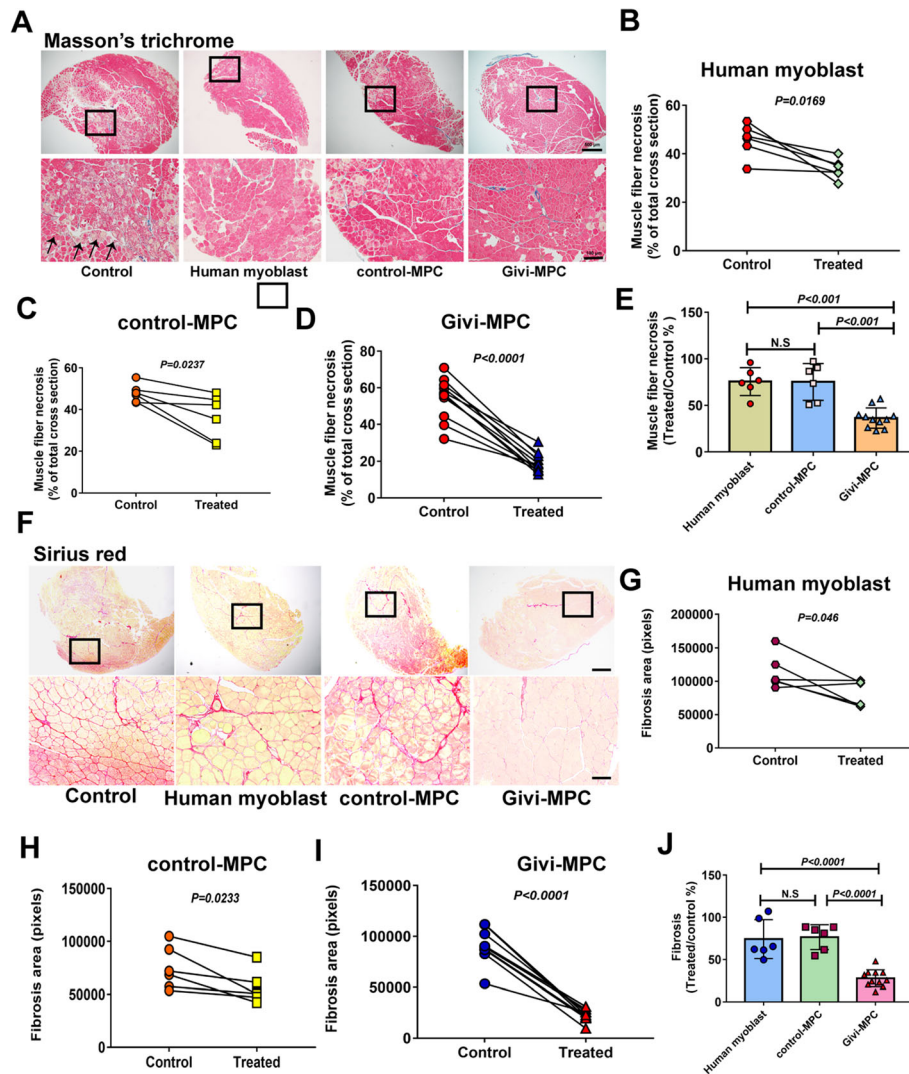 A
Masson's trichrome
Control
Human myoblast
control-MPC
Givi-MPC
B
Human myoblast
P=0.0169
Muscle fiber necrosis
(% of total cross section)
60
40
20
0
Control
Treated
C
control-MPC
P=0.0237
Muscle fiber necrosis
(% of total cross section)
60
40
20
0
Control
Treated
D
Givi-MPC
P<0.0001
Muscle fiber necrosis
(% of total cross section)
80
60
40
20
0
Control
Treated
E
P<0.001
P<0.001
N.S
Muscle fiber necrosis
(Treated/Control %)
150
100
50
0
Human myoblast
control-MPC
Givi-MPC
F
Sirius red
Control
Human myoblast
control-MPC
Givi-MPC
G
Human myoblast
P=0.046
Fibrosis area (pixels)
200000
150000
100000
50000
0
Control
Treated
H
control-MPC
P=0.0233
Fibrosis area (pixels)
150000
100000
50000
0
Control
Treated
I
Givi-MPC
P<0.0001
Fibrosis area (pixels)
150000
100000
50000
0
Control
Treated
J
P<0.0001
N.S
P<0.0001
Fibrosis
(Treated/control %)
150
100
50
0
Human myoblast
control-MPC
Givi-MPC